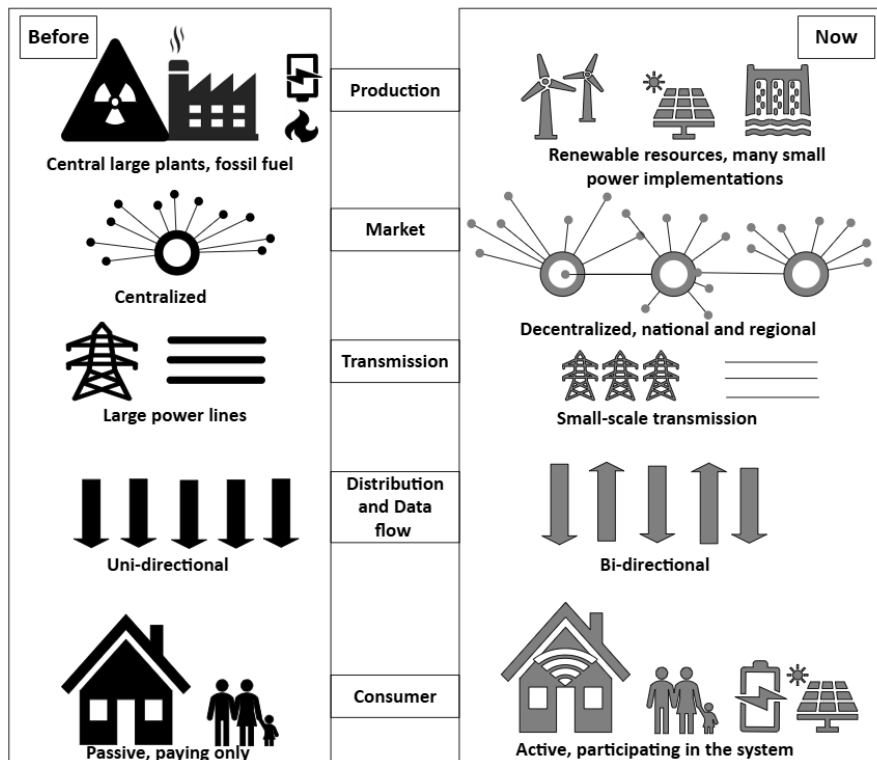 Before
Now
Production
Central large plants, fossil fuel
Renewable resources, many small
power implementations
Market
Centralized
Decentralized, national and regional
Transmission
Large power lines
Small-scale transmission
Distribution
and Data
flow
Uni-directional
Bi-directional
Consumer
Passive, paying only
Active, participating in the system